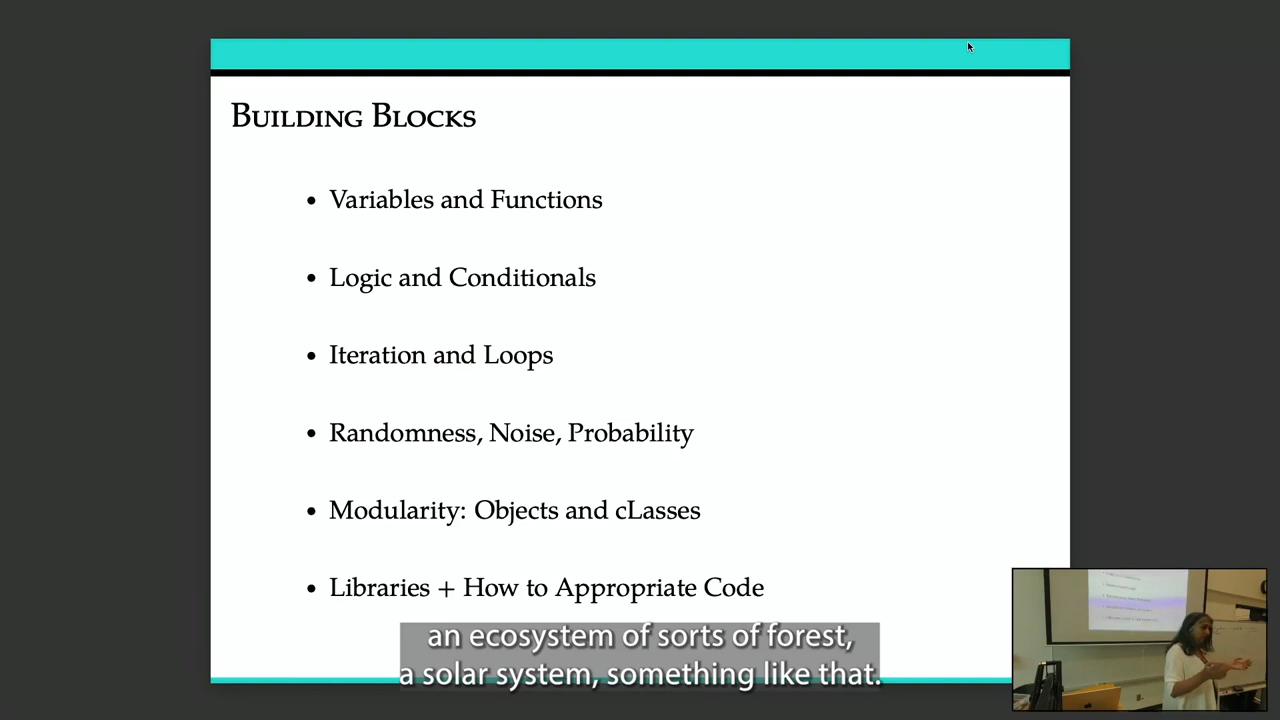 Building Blocks
• Variables and Functions
• Logic and Conditionals
• Iteration and Loops
• Randomness, Noise, Probability
• Modularity: Objects and cLasses
• Libraries + How to Appropriate Code
an ecosystem of sorts of forest,
a solar system, something like that.